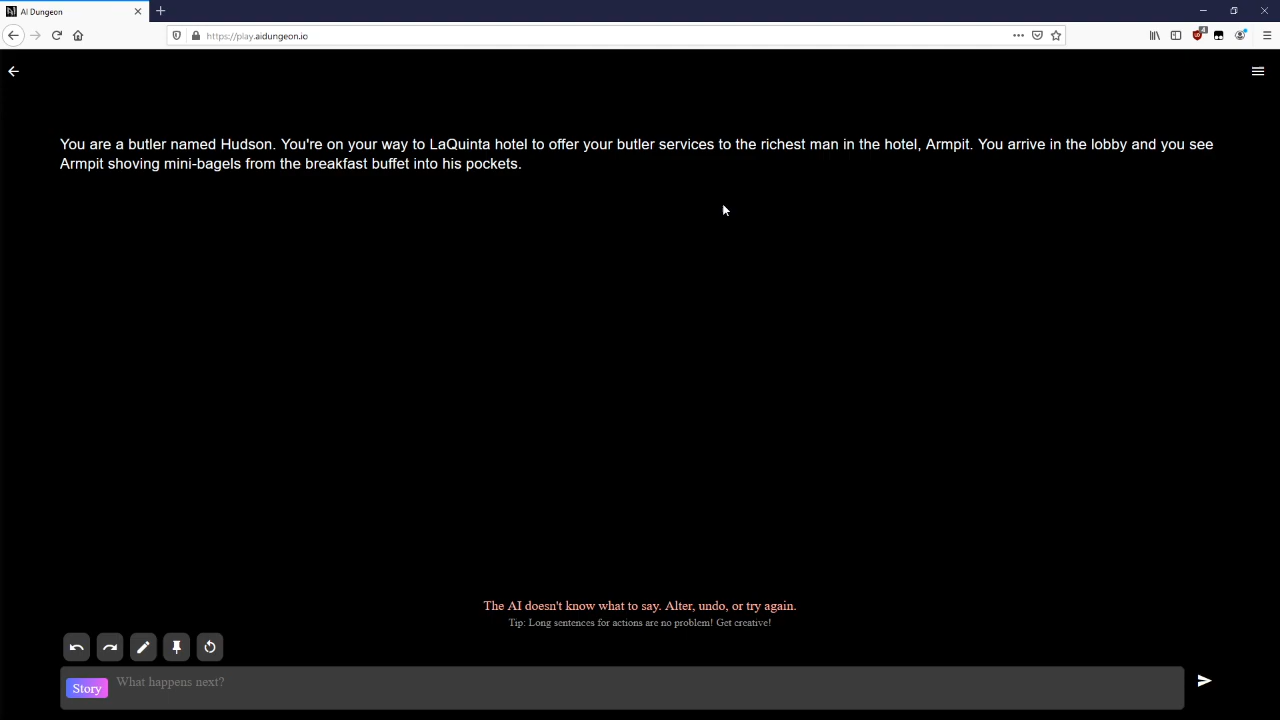 AI Dungeon
https://play.aidungeon.io
You are a butler named Hudson. You're on your way to LaQuinta hotel to offer your butler services to the richest man in the hotel, Armpit. You arrive in the lobby and you see
Armpit shoving mini-bagels from the breakfast buffet into his pockets.
The AI doesn't know what to say. Alter, undo, or try again.
Tip: Long sentences for actions are no problem! Get creative!
Story What happens next?